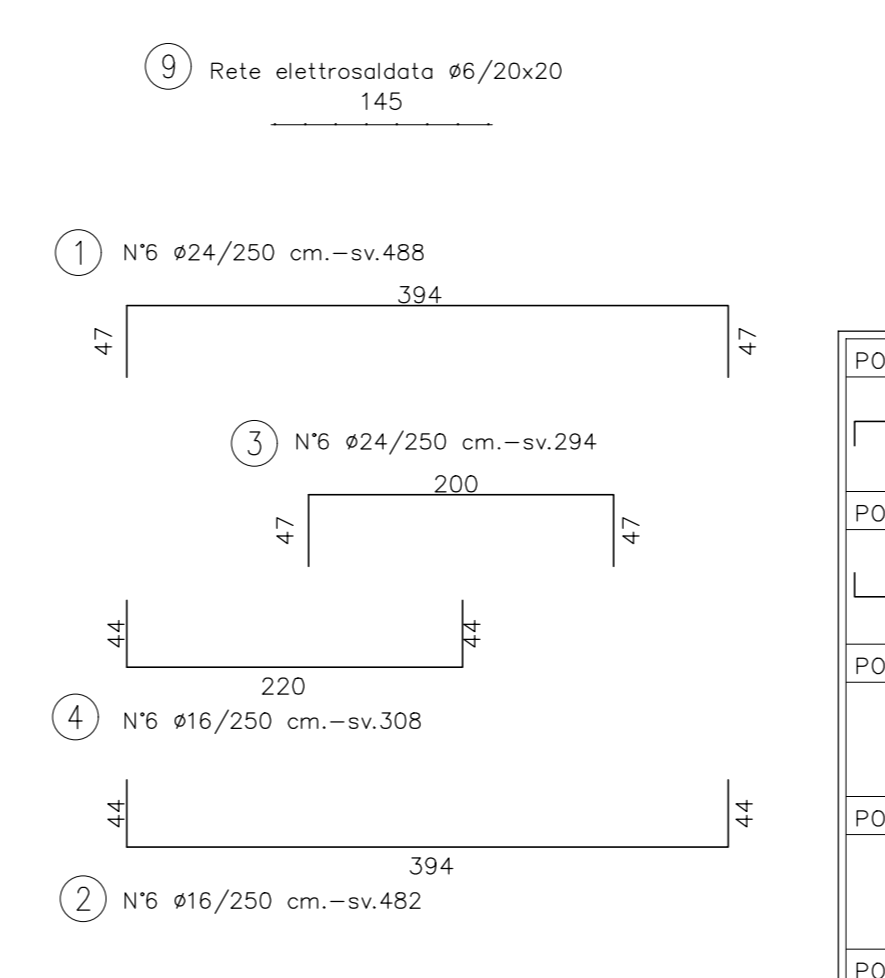 9 Rete elettrosaldata ø6/20x20
145
1 N°6 ø24/250 cm.-sv.488
394
47
47
3 N°6 ø24/250 cm.-sv.294
200
47
47
44
44
220
4 N°6 ø16/250 cm.-sv.308
44
44
394
2 N°6 ø16/250 cm.-sv.482
PO
PO
PO
PO
PO